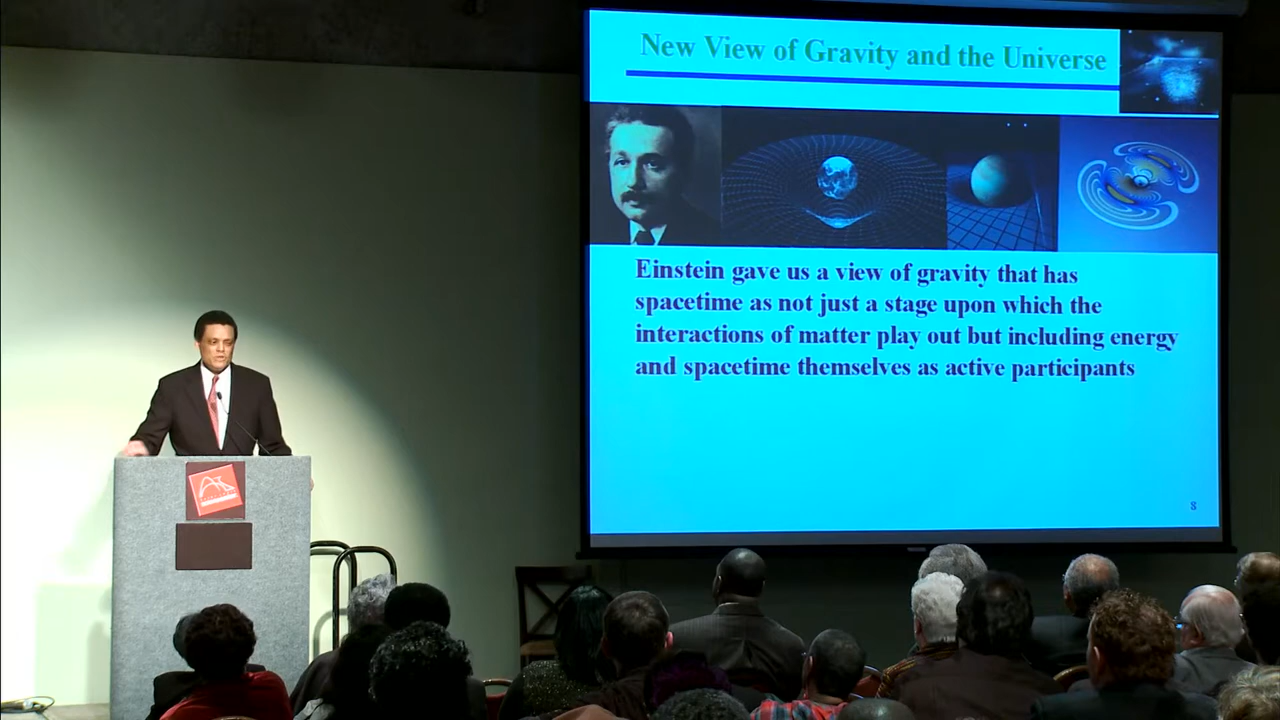 New View of Gravity and the Universe
Einstein gave us a view of gravity that has
spacetime as not just a stage upon which the
interactions of matter play out but including energy
and spacetime themselves as active participants
8